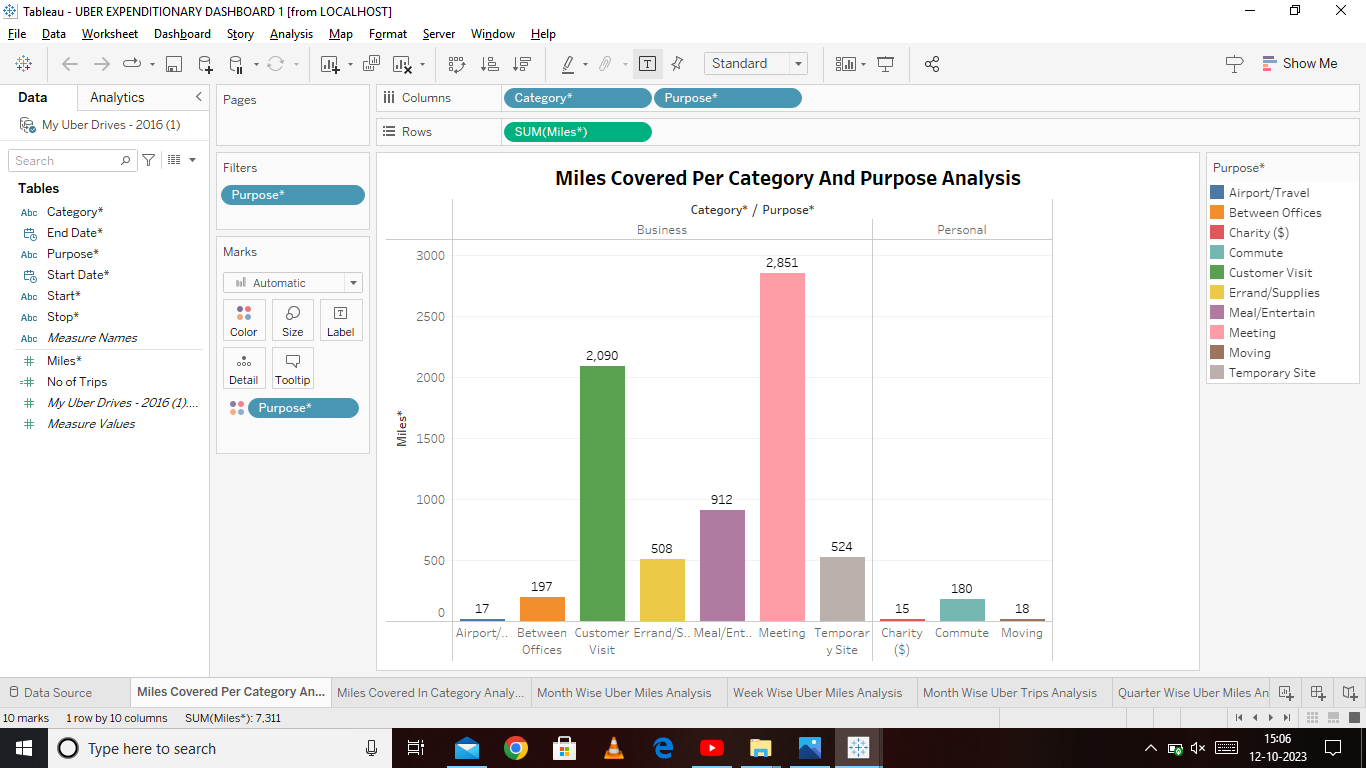 Tableau - UBER EXPENDITIONARY DASHBOARD 1 [from LOCALHOST]
File Data Worksheet Dashboard Story Analysis Map Format Server Window Help
Standard
Show Me
Data Analytics
My Uber Drives - 2016 (1)
Search
Tables
Abc Category*
End Date*
Abc Purpose*
Start Date*
Abc Start*
Abc Stop*
Abc Measure Names
Miles*
No of Trips
My Uber Drives - 2016 (1)....
Measure Values
Pages
Filters
Purpose*
Marks
Automatic
Color Size Label
Detail Tooltip
Purpose*
Columns Category* Purpose*
Rows SUM(Miles*)
Miles Covered Per Category And Purpose Analysis
Category* / Purpose*
Business Personal
3000
2500
2000
1500
1000
500
0
Miles*
17 197 2,090 508 912 2,851 524 15 180 18
Airport/.. Between Offices Customer Visit Errand/S.. Meal/Ent.. Meeting Temporary Site Charity ($) Commute Moving
Purpose*
Airport/Travel
Between Offices
Charity ($)
Commute
Customer Visit
Errand/Supplies
Meal/Entertain
Meeting
Moving
Temporary Site
Data Source Miles Covered Per Category An... Miles Covered In Category Analy... Month Wise Uber Miles Analysis Week Wise Uber Miles Analysis Month Wise Uber Trips Analysis Quarter Wise Uber Miles An
10 marks 1 row by 10 columns SUM(Miles*): 7,311
Type here to search
15:06
12-10-2023